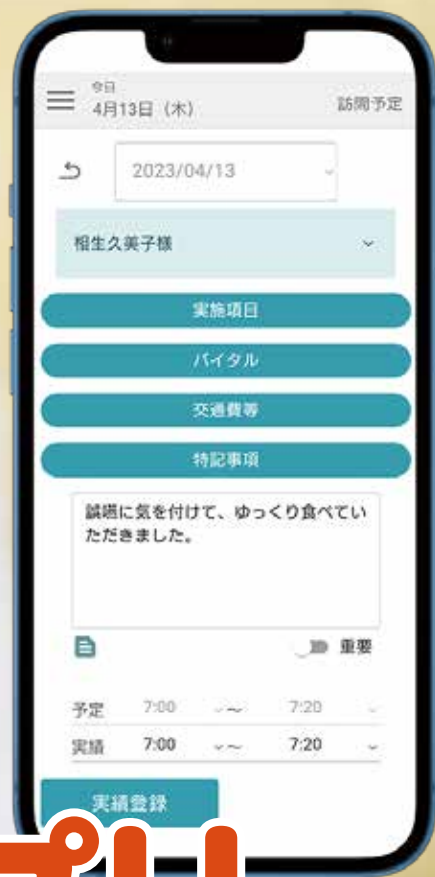 今日
4月13日（木）
訪問予定
2023/04/13
相生久美子様
実施項目
バイタル
交通費等
特記事項
誤嚥に気を付けて、ゆっくり食べてい
ただきました。
重要
予定 7:00 ～ 7:20
実績 7:00 ～ 7:20
実績登録
プリ